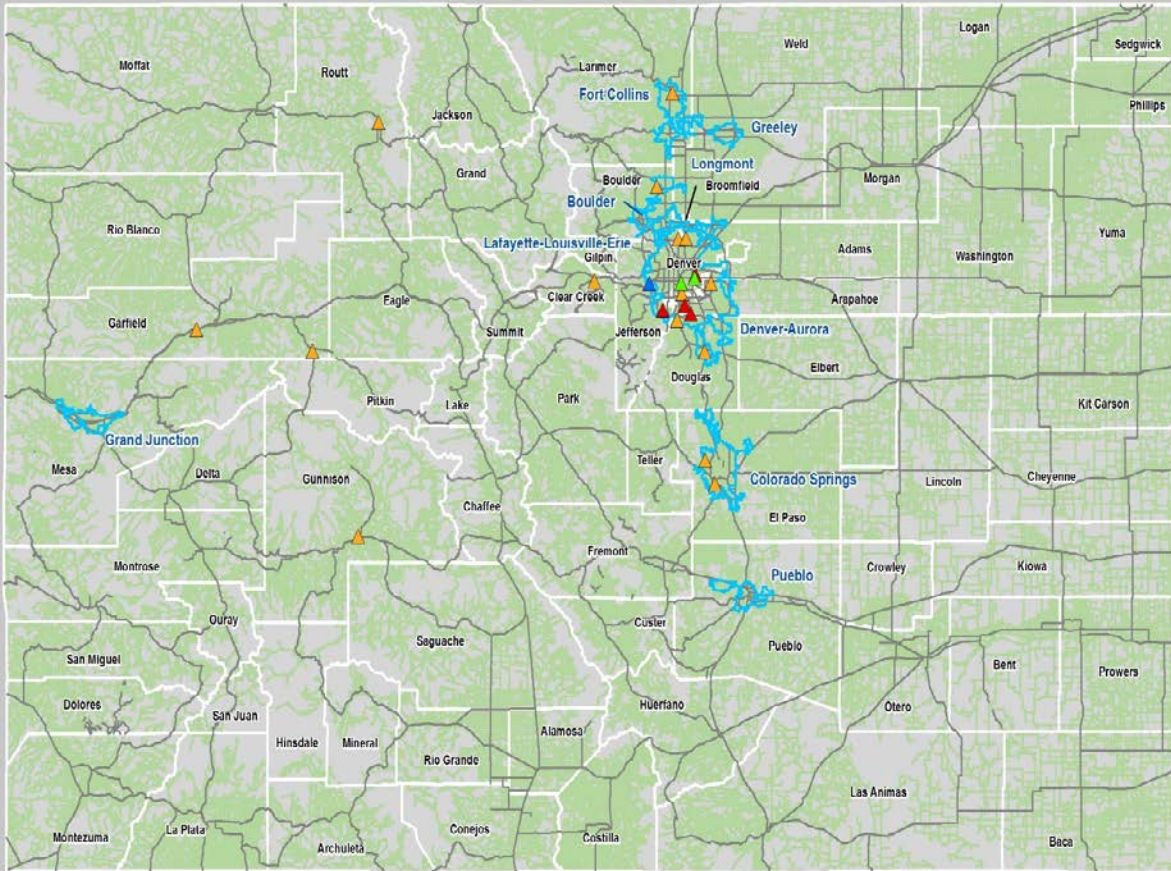 Logan
Weld
Sedgwick
Moffat
Larimer
Routt
Fort Collins
Phillips
Jackson
Greeley
Longmont
Grand
Morgan
Boulder
Broomfield
Boulder
Rio Blanco
Yuma
Lafayette-Louisville-Erie
Adams
Washington
Gilpin
Denver
Eagle
Clear Creek
Arapahoe
Garfield
Summit
Jefferson
Denver-Aurora
Elbert
Douglas
Pitkin
Park
Lake
Kit Carson
Grand Junction
Teller
Mesa
Delta
Gunnison
Colorado Springs
Lincoln
Cheyenne
Chaffee
El Paso
Fremont
Montrose
Pueblo
Crowley
Kiowa
Ouray
Custer
Saguache
Pueblo
San Miguel
Bent
Prowers
Dolores
Huerfano
Otero
San Juan
Hinsdale
Mineral
Alamosa
Rio Grande
Las Animas
La Plata
Conejos
Montezuma
Costilla
Archuleta
Baca